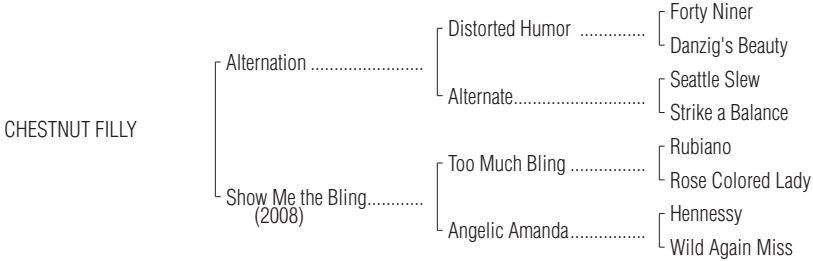 Forty Niner
Distorted Humor ..............
Danzig's Beauty
Alternation ........................
Seattle Slew
Alternate............................
Strike a Balance
CHESTNUT FILLY
Rubiano
Too Much Bling ................
Rose Colored Lady
Show Me the Bling............
(2008)
Hennessy
Angelic Amanda................
Wild Again Miss